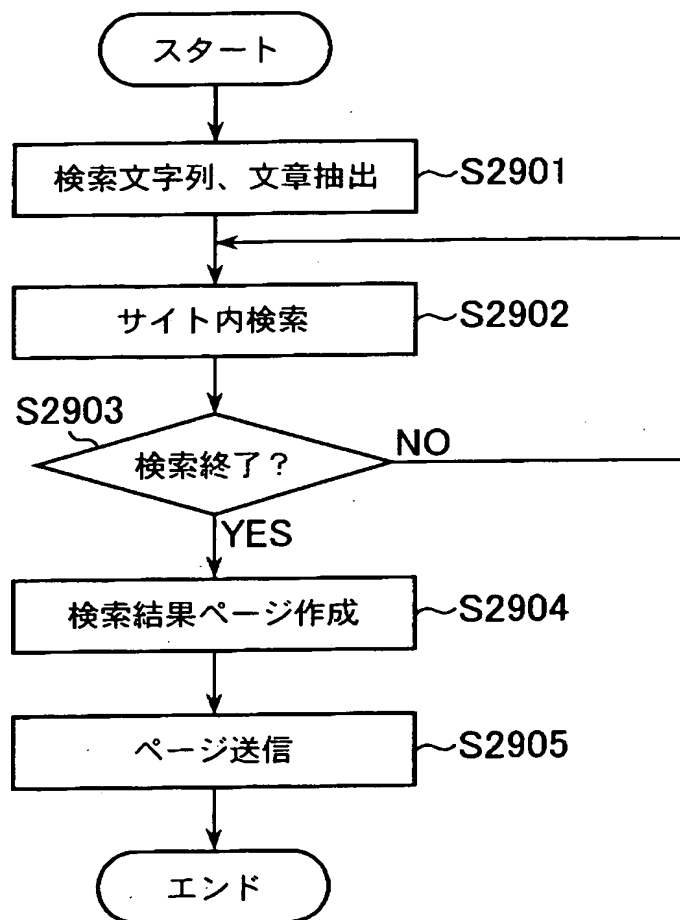 スタート
検索文字列、文章抽出
S2901
サイト内検索
S2902
S2903
検索終了？
NO
YES
検索結果ページ作成
S2904
ページ送信
S2905
エンド